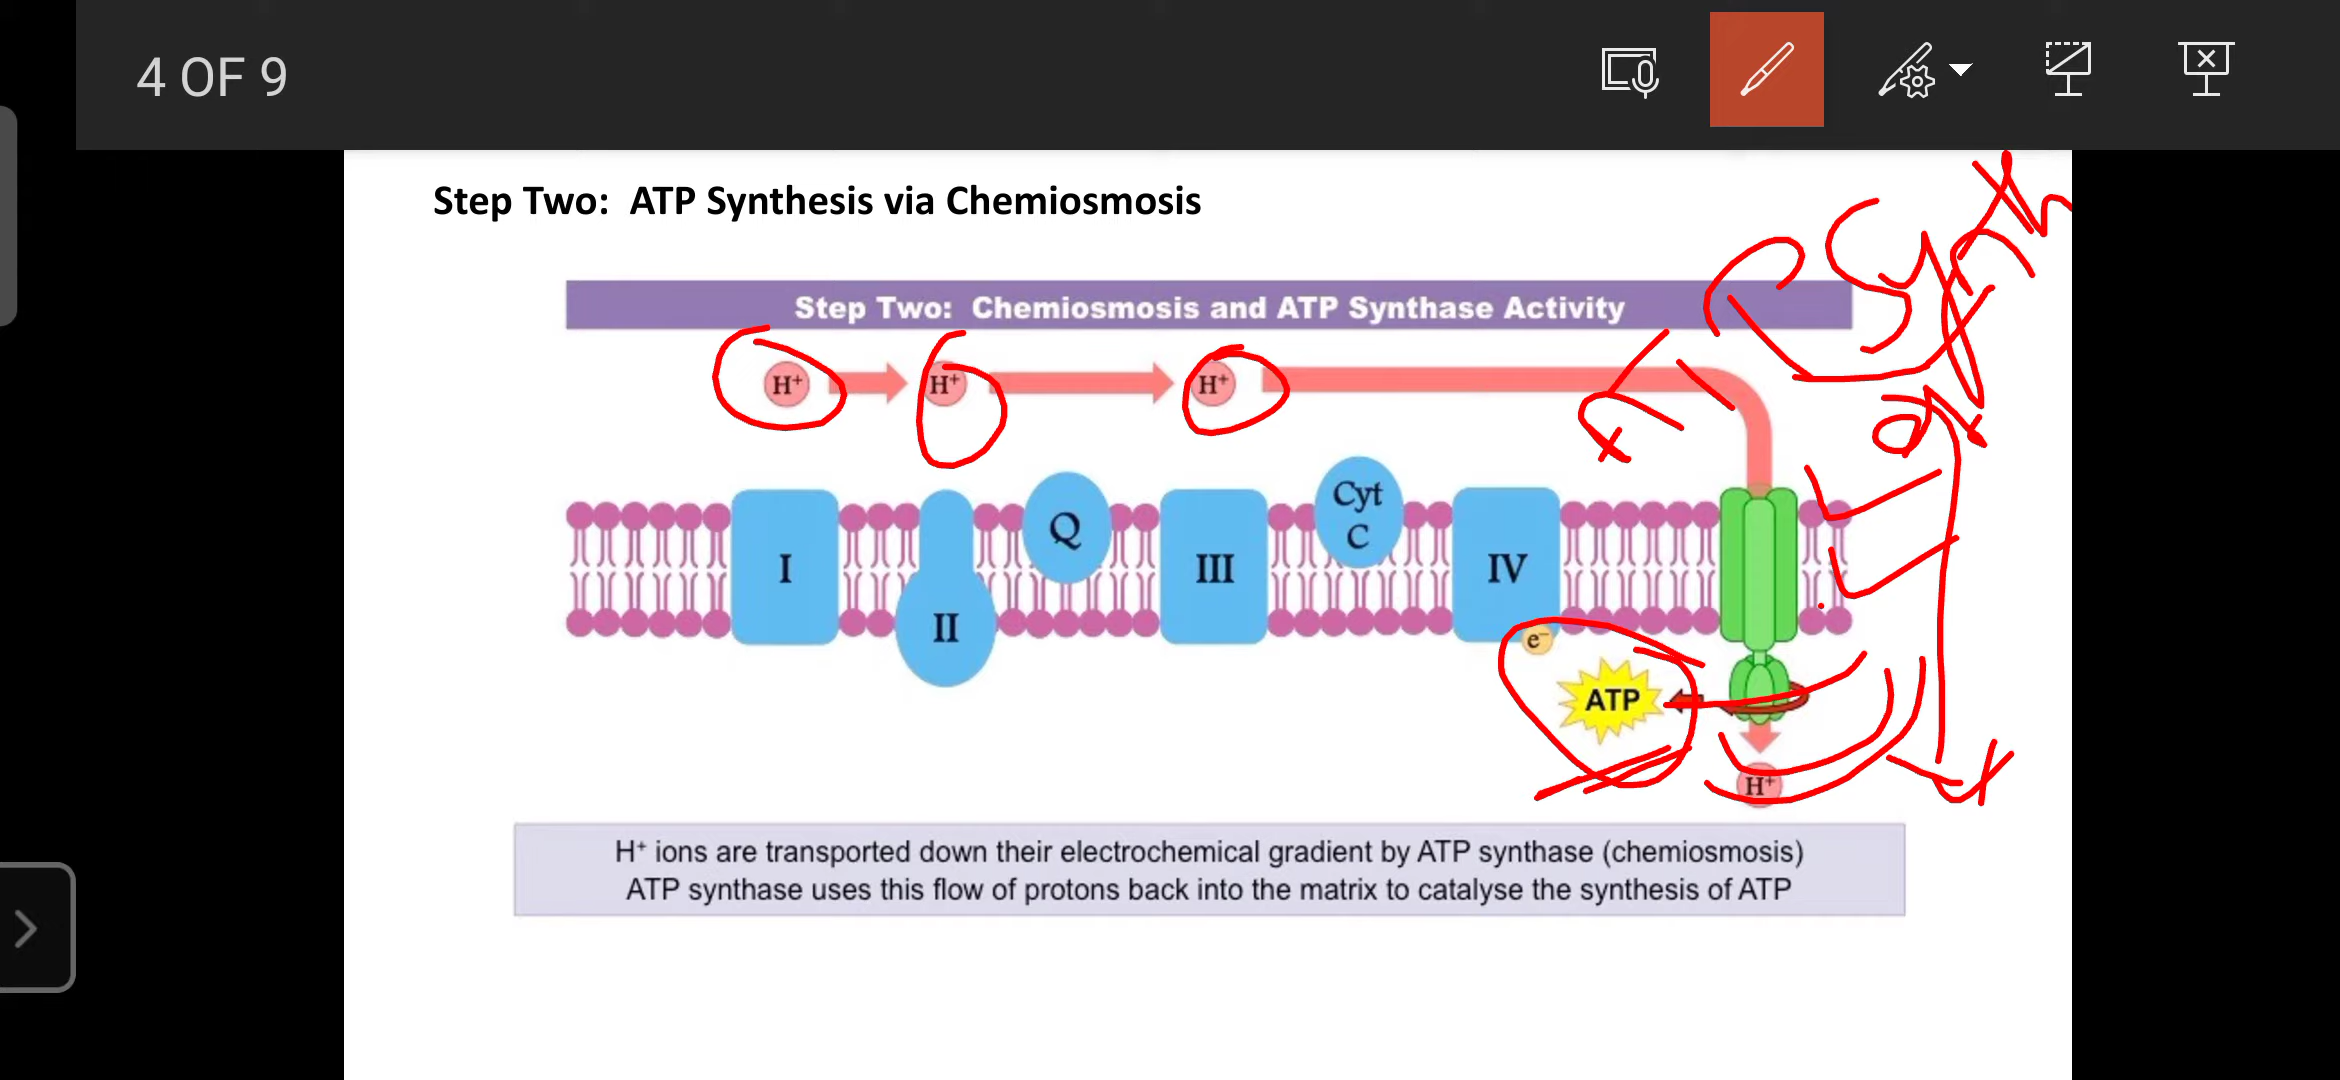 4 OF 9
Step Two: ATP Synthesis via Chemiosmosis
Step Two: Chemiosmosis and ATP Synthase Activity
H⁺ H⁺ H⁺
I II Q III Cyt C IV
e⁻
ATP
H⁺
H⁺ ions are transported down their electrochemical gradient by ATP synthase (chemiosmosis)
ATP synthase uses this flow of protons back into the matrix to catalyse the synthesis of ATP